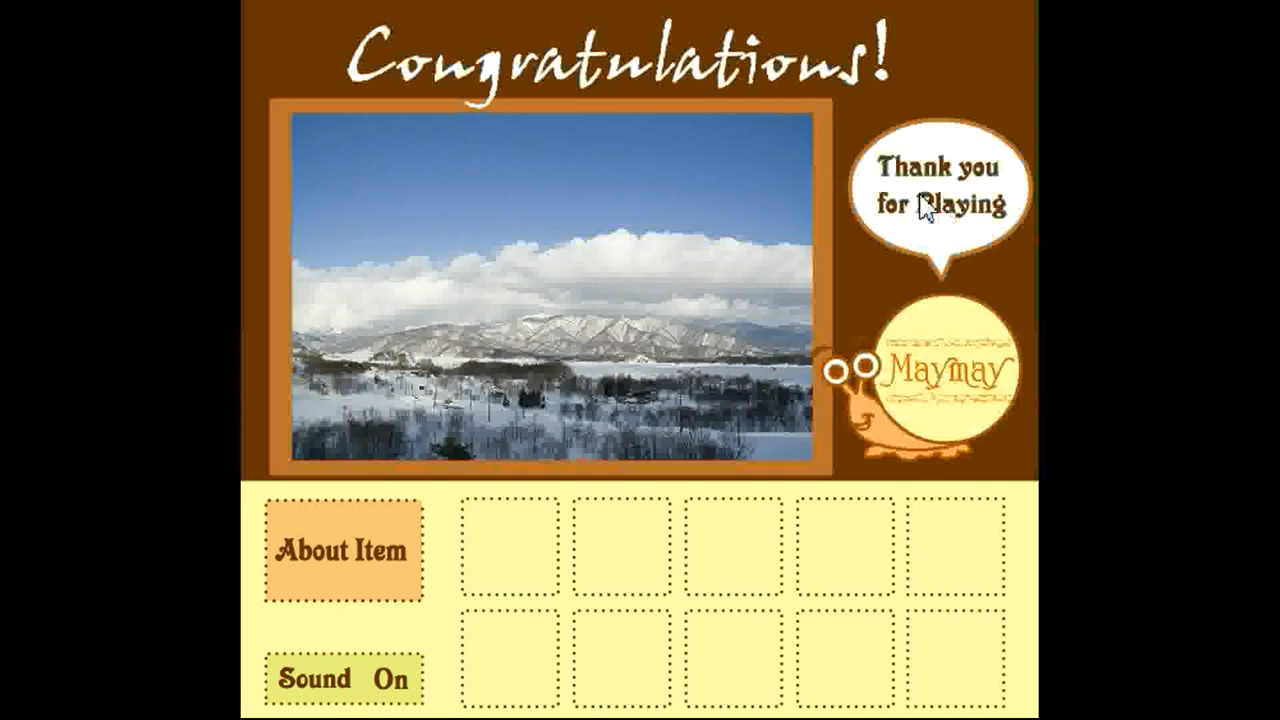 Congratulations!
Thank you
for Playing
Maymay
About Item
Sound On